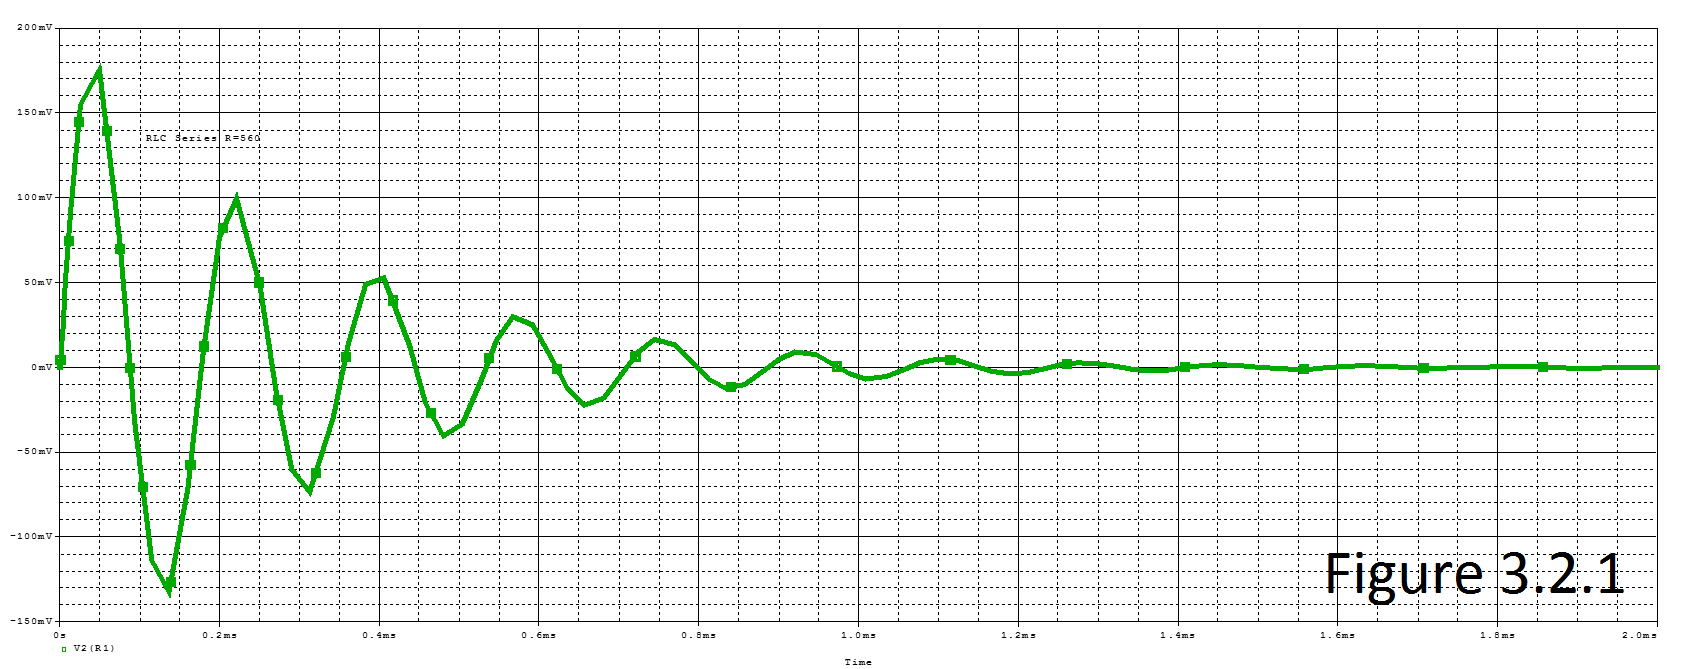 200mV
150mV
RLC Series R=560
100mV
50mV
0mV
-50mV
-100mV
Figure 3.2.1
-150mV
0s 0.2ms 0.4ms 0.6ms 0.8ms 1.0ms 1.2ms 1.4ms 1.6ms 1.8ms 2.0ms
V2(R1)
Time